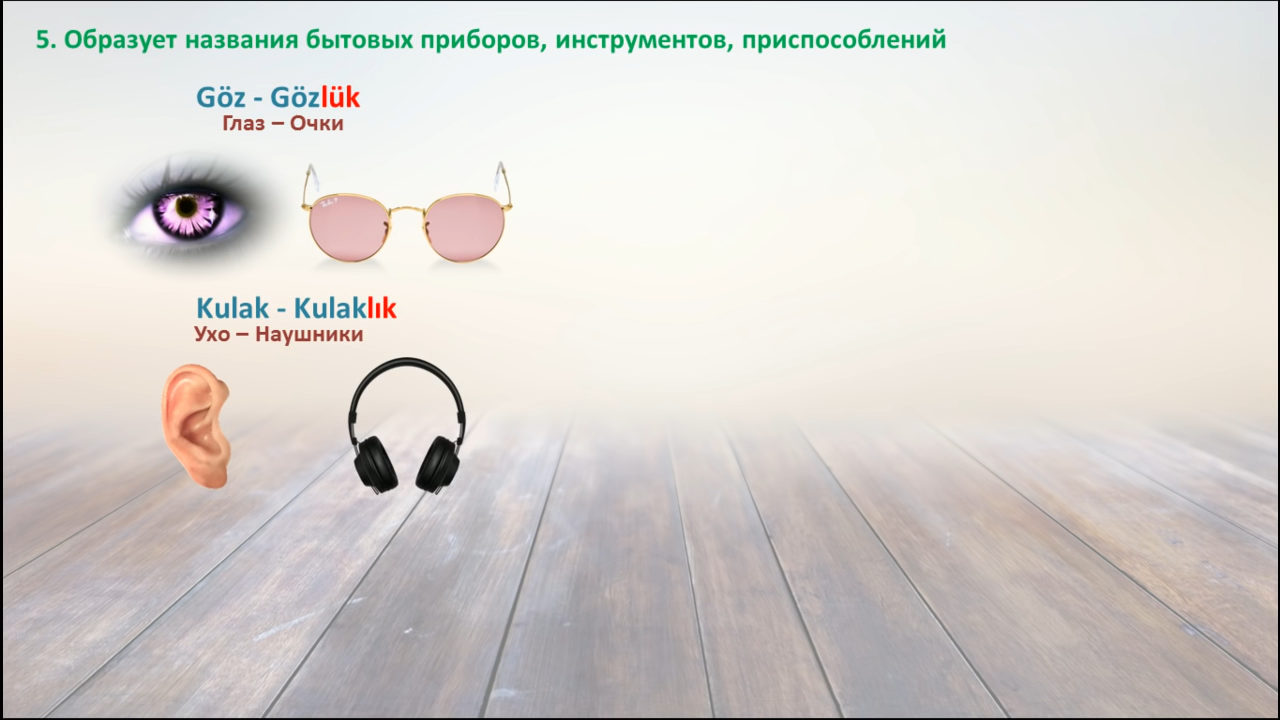 5. Образует названия бытовых приборов, инструментов, приспособлений
Göz - Gözlük
Глаз – Очки
Kulak - Kulaklık
Ухо – Наушники